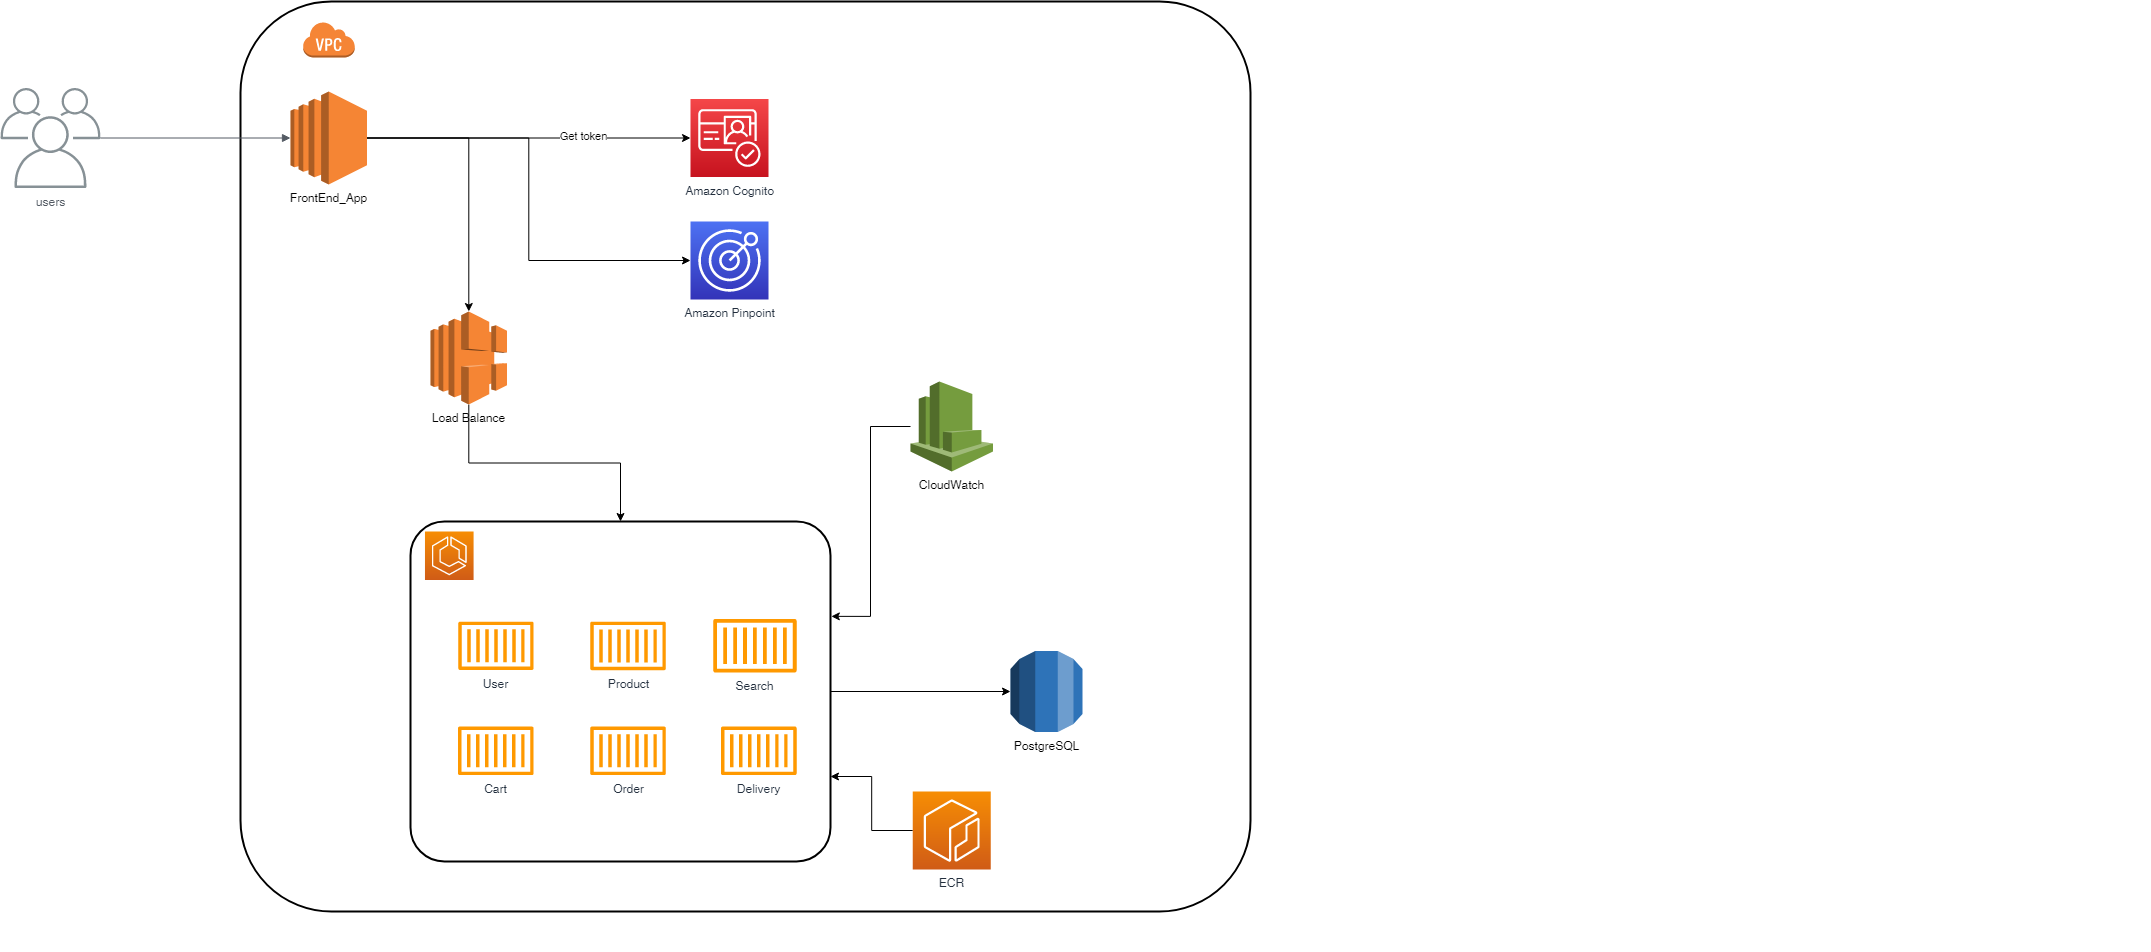 VPC
users
FrontEnd_App
Get token
Amazon Cognito
Amazon Pinpoint
Load Balance
CloudWatch
User
Product
Search
PostgreSQL
Cart
Order
Delivery
ECR